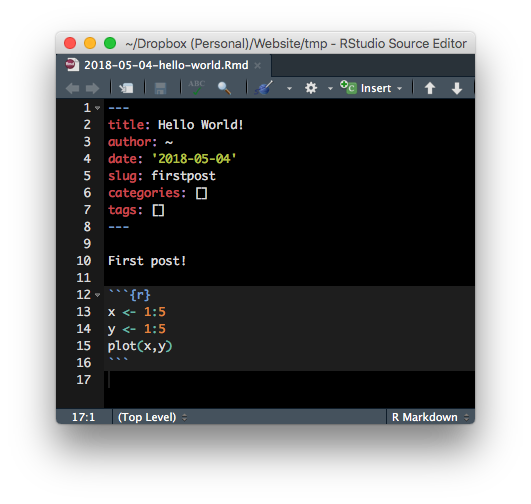 ~/Dropbox (Personal)/Website/tmp - RStudio Source Editor
2018-05-04-hello-world.Rmd ×
ABC Insert
1 ---
2 title: Hello World!
3 author: ~
4 date: '2018-05-04'
5 slug: firstpost
6 categories: []
7 tags: []
8 ---
9
10 First post!
11
12 ```{r}
13 x <- 1:5
14 y <- 1:5
15 plot(x,y)
16 ```
17
17:1 (Top Level) R Markdown